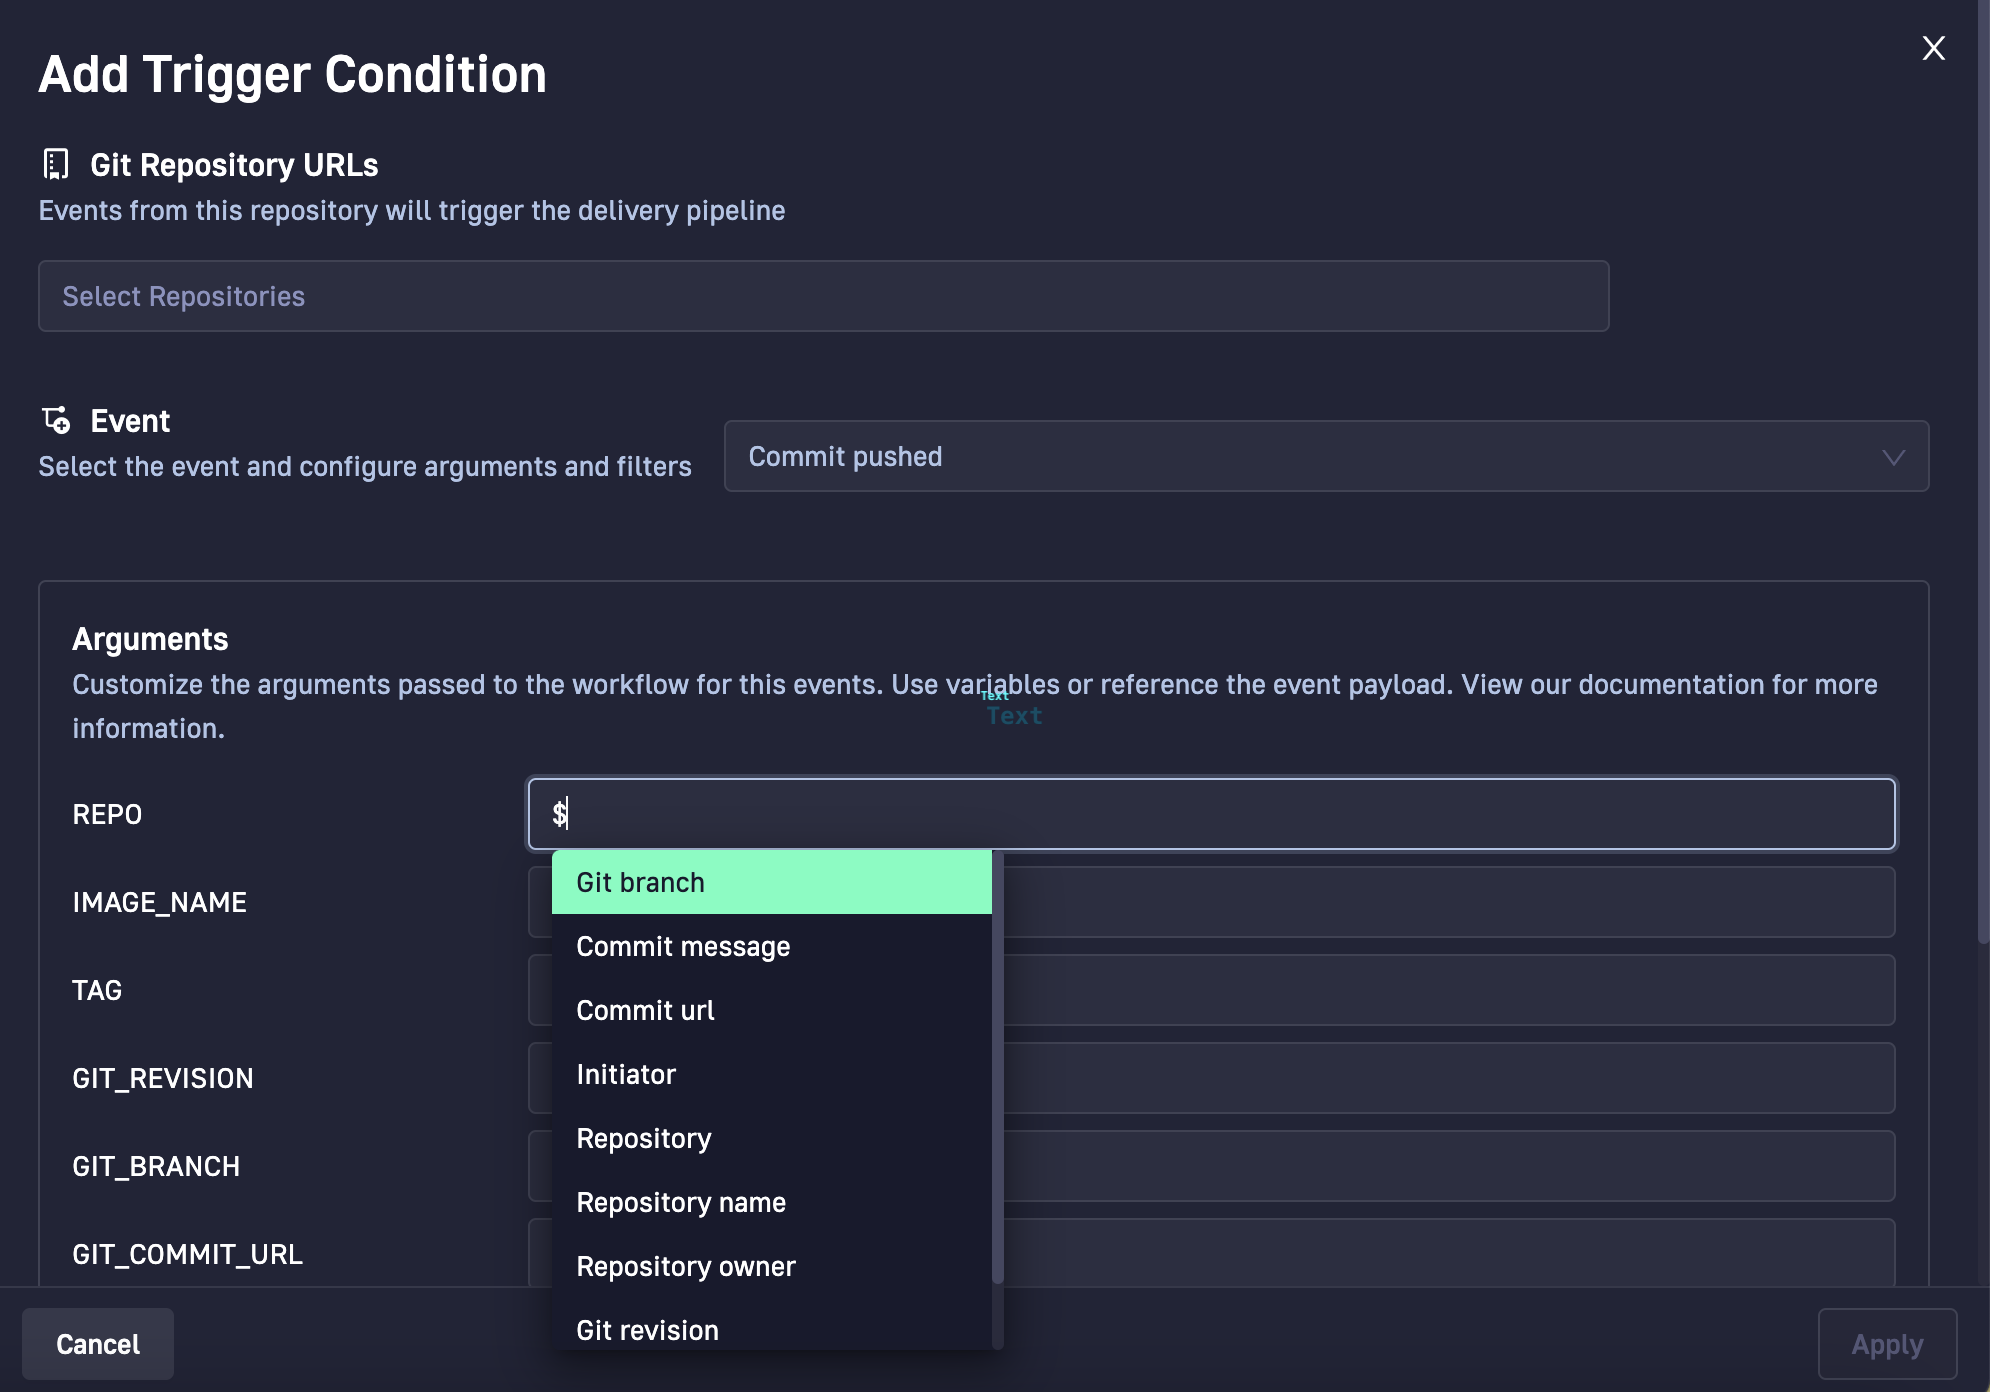 Add Trigger Condition
X
Git Repository URLs
Events from this repository will trigger the delivery pipeline
Select Repositories
Event
Select the event and configure arguments and filters
Commit pushed
Arguments
Customize the arguments passed to the workflow for this events. Use variables or reference the event payload. View our documentation for more
information.
Text
Text
REPO
$
IMAGE_NAME
TAG
GIT_REVISION
GIT_BRANCH
GIT_COMMIT_URL
Git branch
Commit message
Commit url
Initiator
Repository
Repository name
Repository owner
Git revision
Cancel
Apply